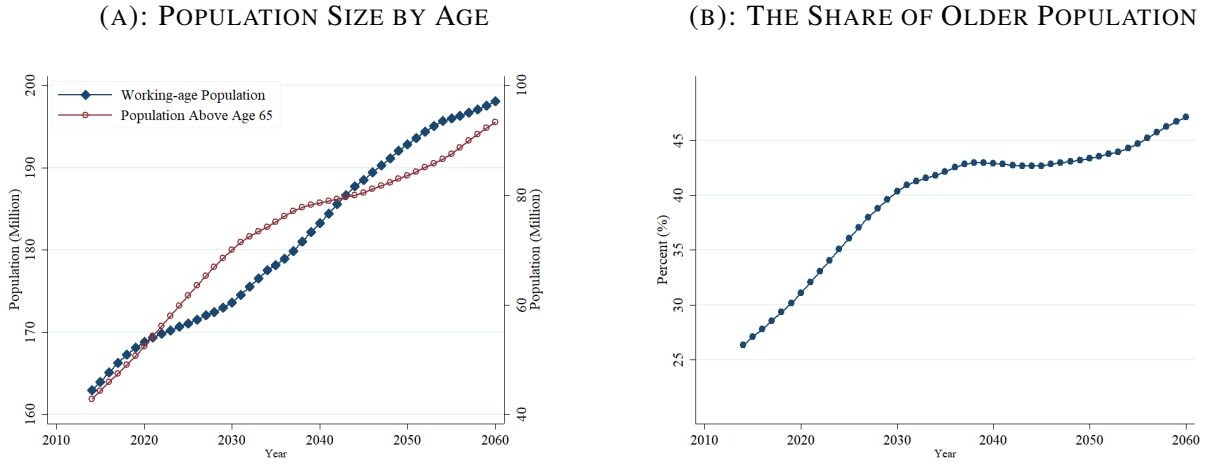 (A): POPULATION SIZE BY AGE
200
190
180
170
160
Population (Million)
100
80
60
40
Population (Million)
Working-age Population
Population Above Age 65
2010 2020 2030 2040 2050 2060
Year
(B): THE SHARE OF OLDER POPULATION
45
40
35
30
25
Percent (%)
2010 2020 2030 2040 2050 2060
Year